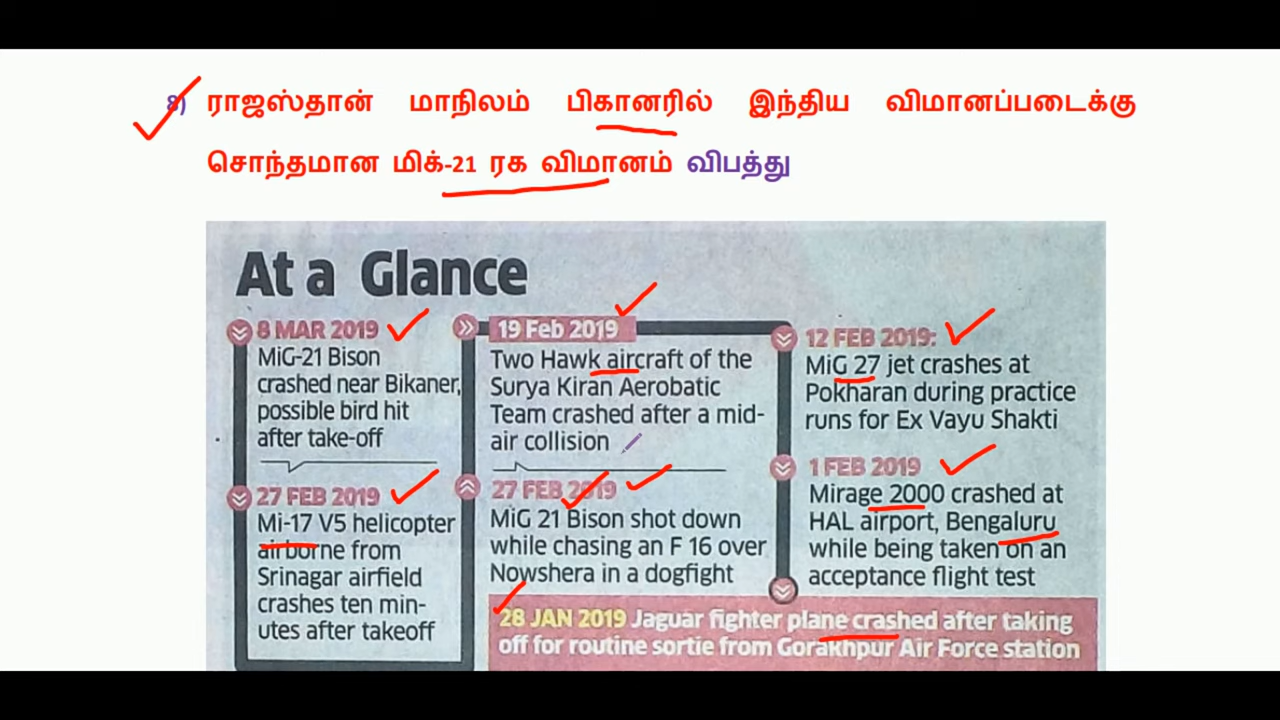 8) ராஜஸ்தான் மாநிலம் பிகானரில் இந்திய விமானப்படைக்கு
சொந்தமான மிக்-21 ரக விமானம் விபத்து
At a Glance
8 MAR 2019
MiG-21 Bison
crashed near Bikaner,
possible bird hit
after take-off
27 FEB 2019
Mi-17 V5 helicopter
airborne from
Srinagar airfield
crashes ten min-
utes after takeoff
19 Feb 2019
Two Hawk aircraft of the
Surya Kiran Aerobatic
Team crashed after a mid-
air collision
27 FEB 2019
MiG 21 Bison shot down
while chasing an F 16 over
Nowshera in a dogfight
12 FEB 2019:
MiG 27 jet crashes at
Pokharan during practice
runs for Ex Vayu Shakti
1 FEB 2019
Mirage 2000 crashed at
HAL airport, Bengaluru
while being taken on an
acceptance flight test
28 JAN 2019 Jaguar fighter plane crashed after taking
off for routine sortie from Gorakhpur Air Force station